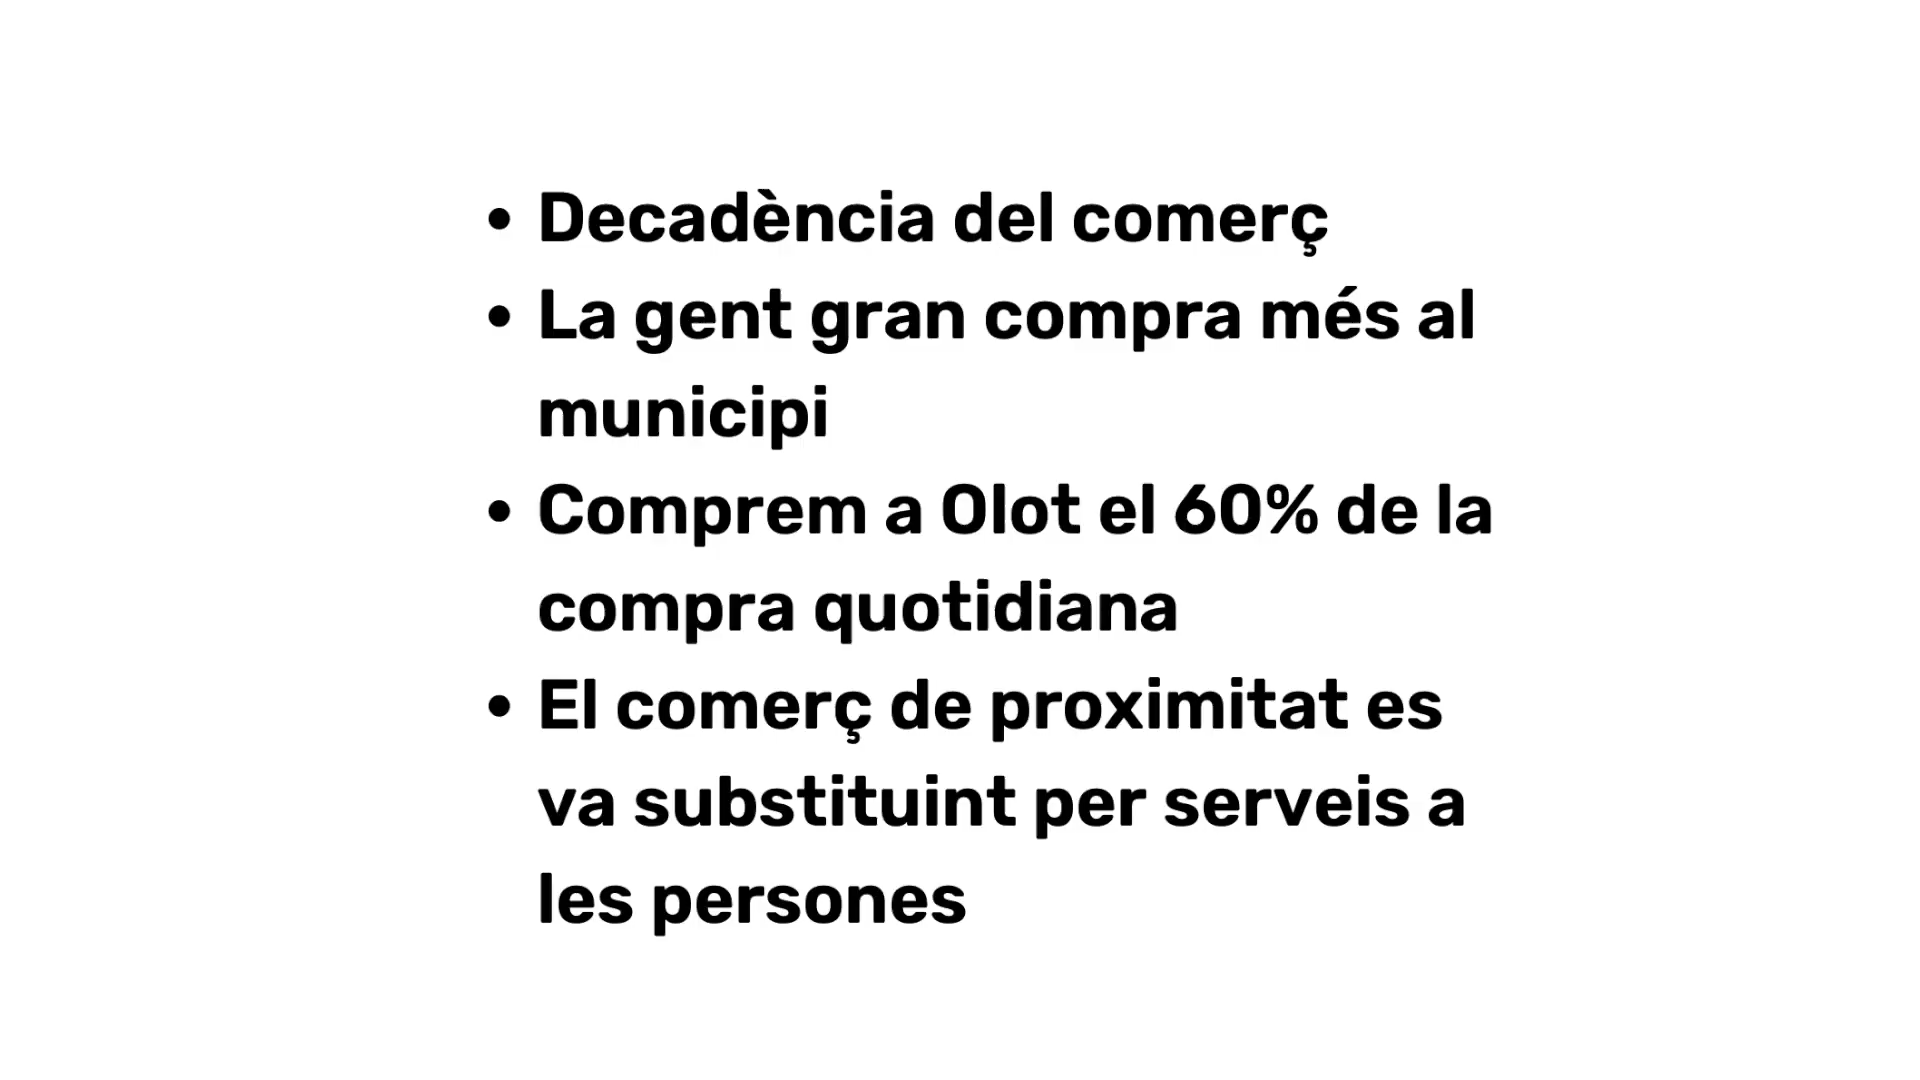 • Decadència del comerç
• La gent gran compra més al
municipi
• Comprem a Olot el 60% de la
compra quotidiana
• El comerç de proximitat es
va substituint per serveis a
les persones